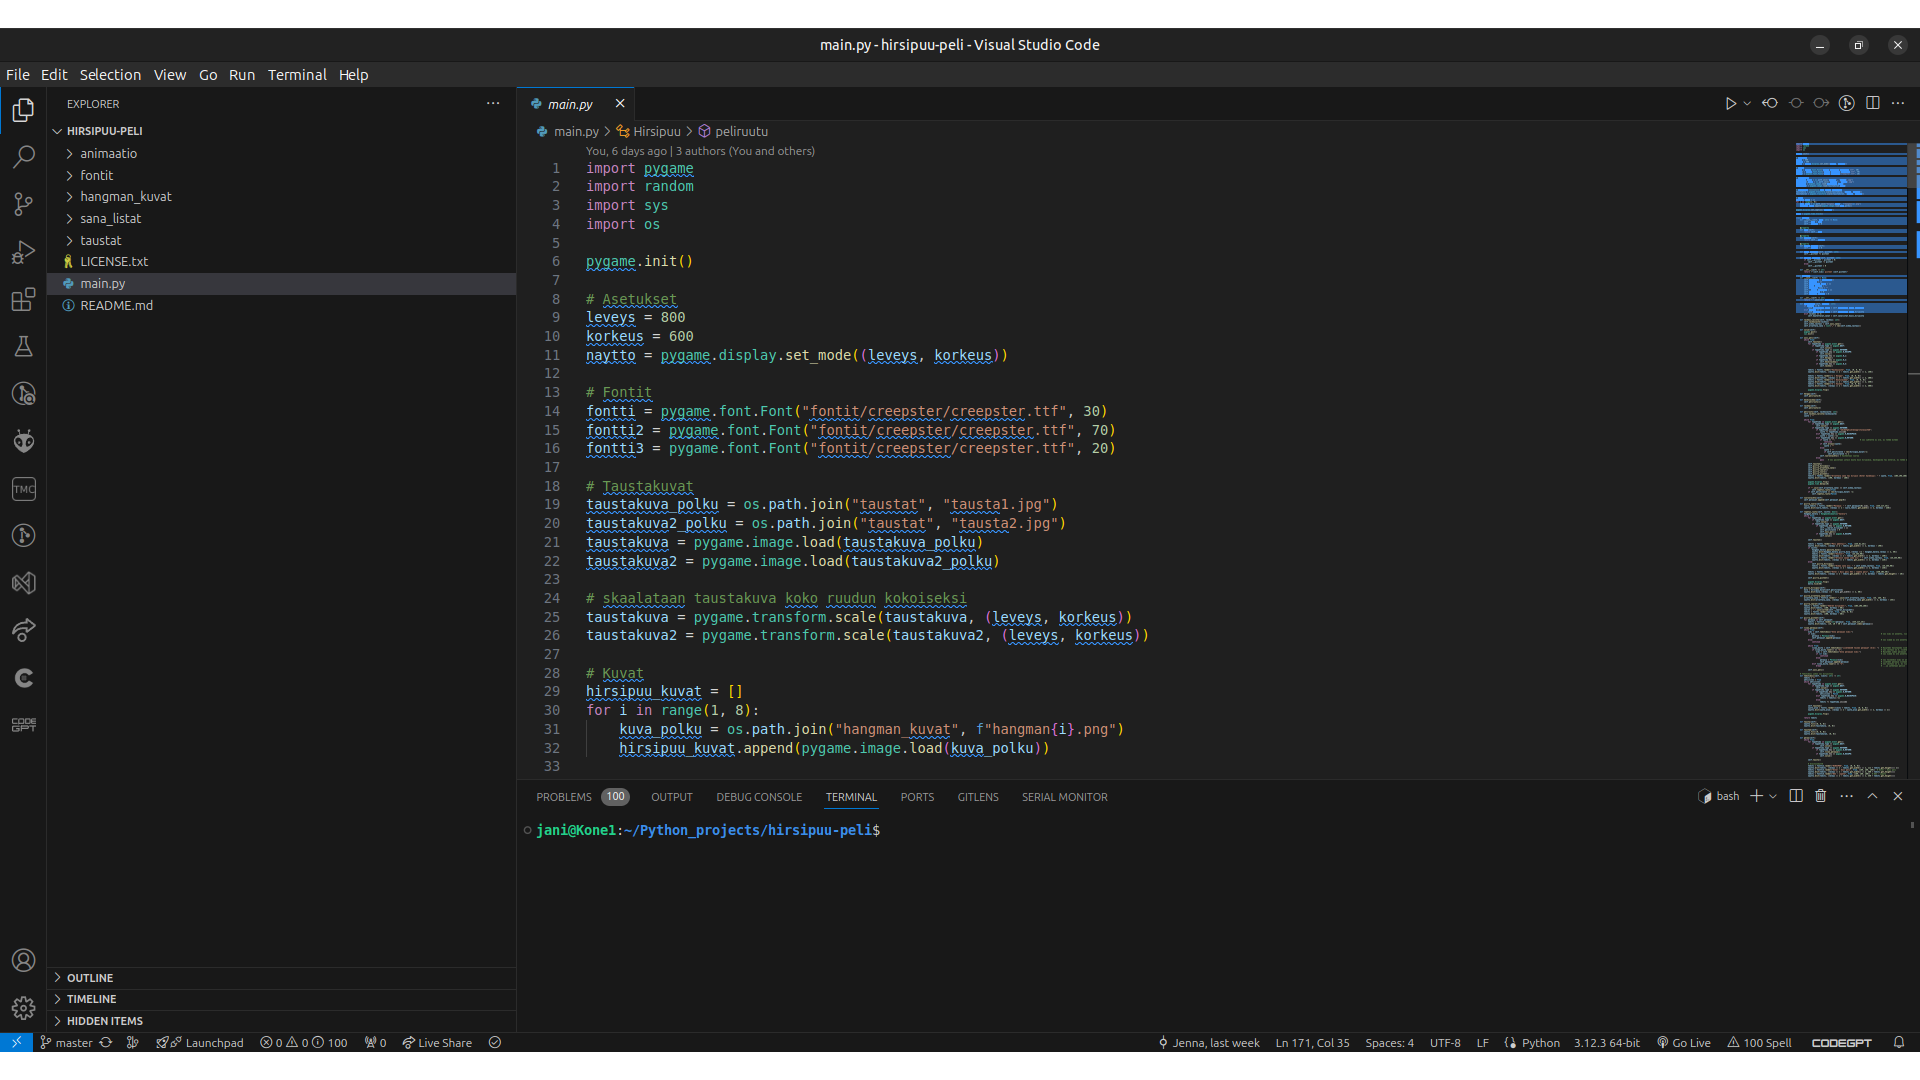 main.py - hirsipuu-peli - Visual Studio Code
File Edit Selection View Go Run Terminal Help
EXPLORER
HIRSIPUU-PELI
animaatio
fontit
hangman_kuvat
sana_listat
taustat
LICENSE.txt
main.py
README.md
OUTLINE
TIMELINE
HIDDEN ITEMS
TMC
CODE
GPT
main.py
main.py > Hirsipuu > peliruutu
You, 6 days ago | 3 authors (You and others)
1 import pygame
2 import random
3 import sys
4 import os
5
6 pygame.init()
7
8 # Asetukset
9 leveys = 800
10 korkeus = 600
11 naytto = pygame.display.set_mode((leveys, korkeus))
12
13 # Fontit
14 fontti = pygame.font.Font("fontit/creepster/creepster.ttf", 30)
15 fontti2 = pygame.font.Font("fontit/creepster/creepster.ttf", 70)
16 fontti3 = pygame.font.Font("fontit/creepster/creepster.ttf", 20)
17
18 # Taustakuvat
19 taustakuva_polku = os.path.join("taustat", "tausta1.jpg")
20 taustakuva2_polku = os.path.join("taustat", "tausta2.jpg")
21 taustakuva = pygame.image.load(taustakuva_polku)
22 taustakuva2 = pygame.image.load(taustakuva2_polku)
23
24 # skaalataan taustakuva koko ruudun kokoiseksi
25 taustakuva = pygame.transform.scale(taustakuva, (leveys, korkeus))
26 taustakuva2 = pygame.transform.scale(taustakuva2, (leveys, korkeus))
27
28 # Kuvat
29 hirsipuu_kuvat = []
30 for i in range(1, 8):
31     kuva_polku = os.path.join("hangman_kuvat", f"hangman{i}.png")
32     hirsipuu_kuvat.append(pygame.image.load(kuva_polku))
33
PROBLEMS 100 OUTPUT DEBUG CONSOLE TERMINAL PORTS GITLENS SERIAL MONITOR bash
jani@Kone1:~/Python_projects/hirsipuu-peli$
master Launchpad 0 0 100 0 Live Share Jenna, last week Ln 171, Col 35 Spaces: 4 UTF-8 LF Python 3.12.3 64-bit Go Live 100 Spell CODEGPT